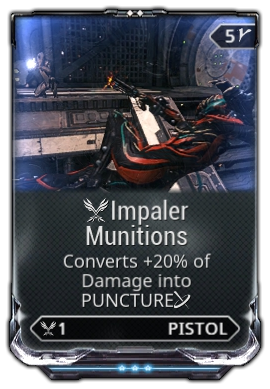 5
Impaler
Munitions
Converts +20% of
Damage into
PUNCTURE
1 PISTOL